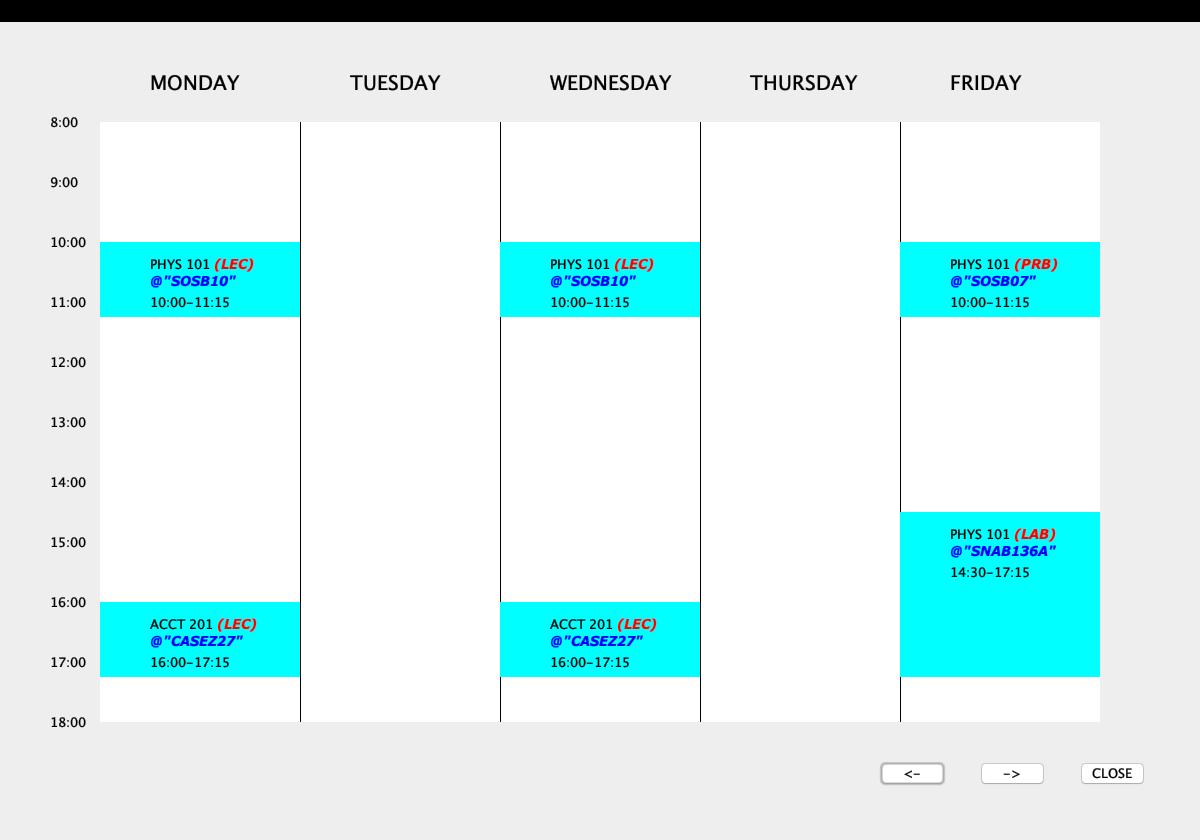 MONDAY TUESDAY WEDNESDAY THURSDAY FRIDAY
8:00
9:00
10:00
PHYS 101 (LEC) PHYS 101 (LEC) PHYS 101 (PRB)
@"SOSB10" @"SOSB10" @"SOSB07"
11:00 10:00-11:15 10:00-11:15 10:00-11:15
12:00
13:00
14:00
PHYS 101 (LAB)
15:00 @"SNAB136A"
14:30-17:15
16:00
ACCT 201 (LEC) ACCT 201 (LEC)
@"CASEZ27" @"CASEZ27"
17:00 16:00-17:15 16:00-17:15
18:00
<- -> CLOSE